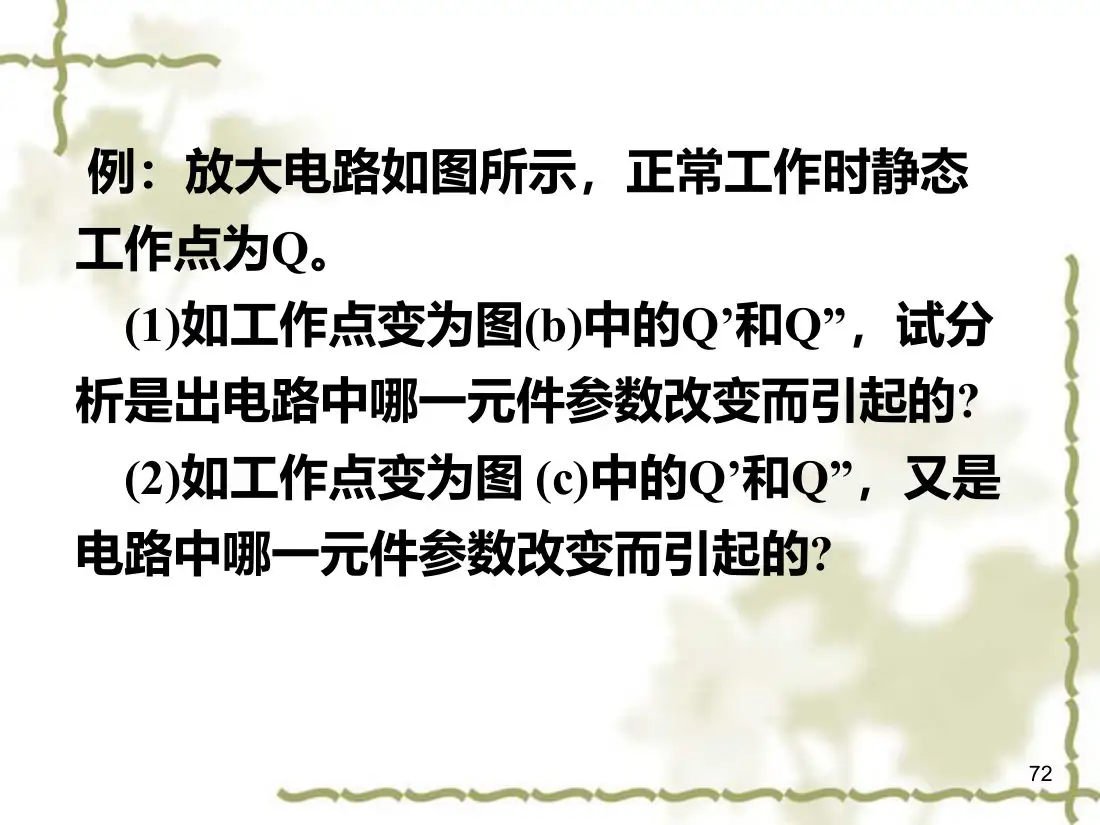 例：放大电路如图所示，正常工作时静态
工作点为Q。
(1)如工作点变为图(b)中的Q’和Q”，试分
析是出电路中哪一元件参数改变而引起的?
(2)如工作点变为图 (c)中的Q’和Q”，又是
电路中哪一元件参数改变而引起的?
72